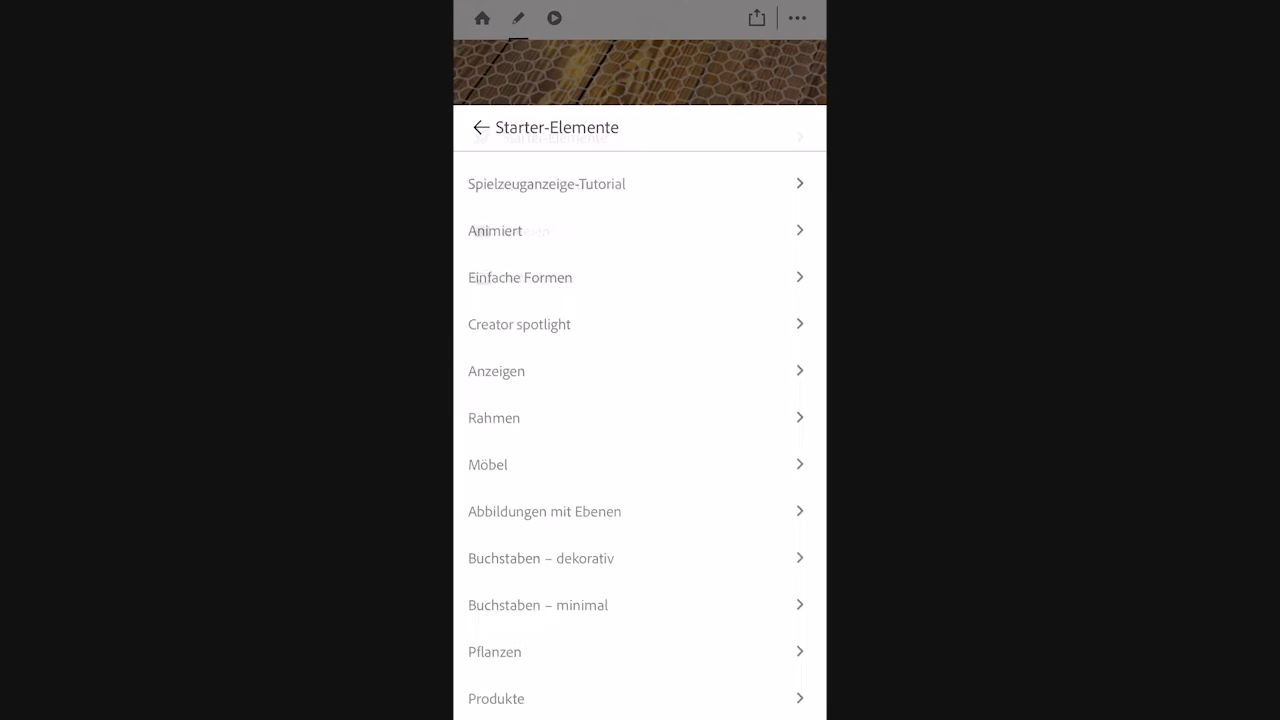 Starter-Elemente
Spielzeuganzeige-Tutorial
Animiert
Einfache Formen
Creator spotlight
Anzeigen
Rahmen
Möbel
Abbildungen mit Ebenen
Buchstaben – dekorativ
Buchstaben – minimal
Pflanzen
Produkte